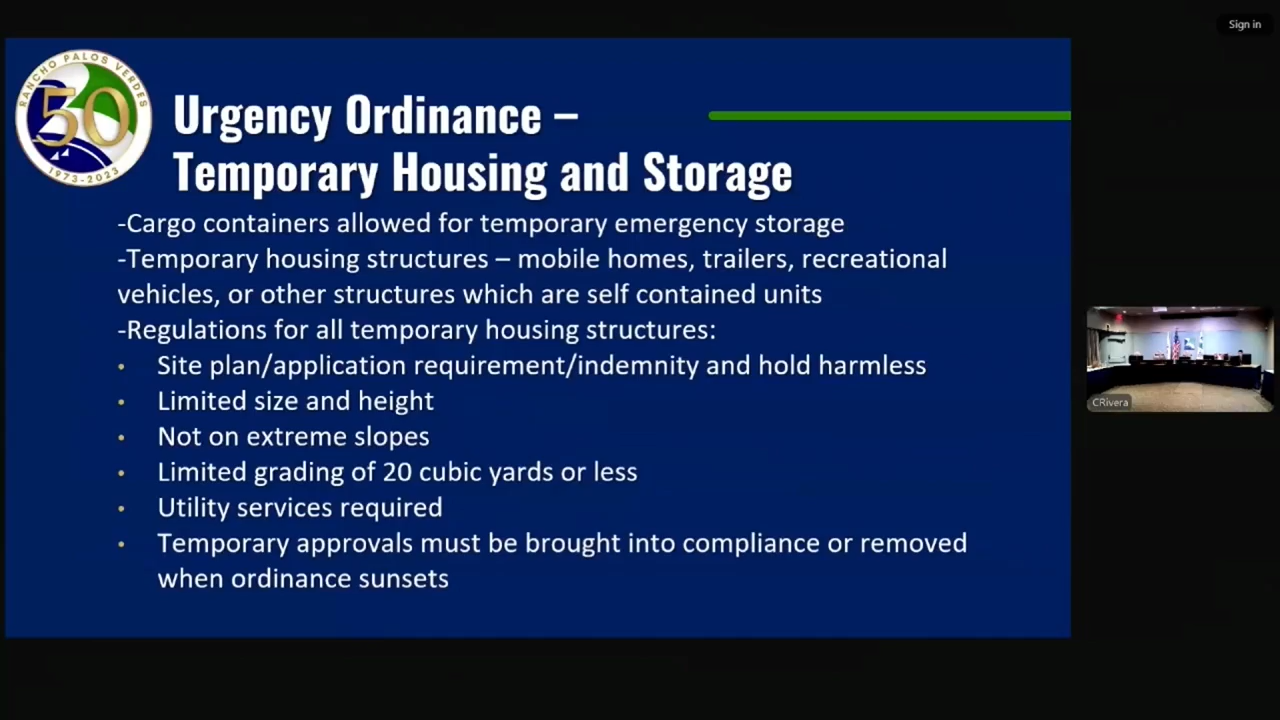 Sign in
RANCHO PALOS VERDES
50
1973-2023
Urgency Ordinance –
Temporary Housing and Storage
-Cargo containers allowed for temporary emergency storage
-Temporary housing structures – mobile homes, trailers, recreational
vehicles, or other structures which are self contained units
-Regulations for all temporary housing structures:
• Site plan/application requirement/indemnity and hold harmless
• Limited size and height
• Not on extreme slopes
• Limited grading of 20 cubic yards or less
• Utility services required
• Temporary approvals must be brought into compliance or removed
when ordinance sunsets
CRivera